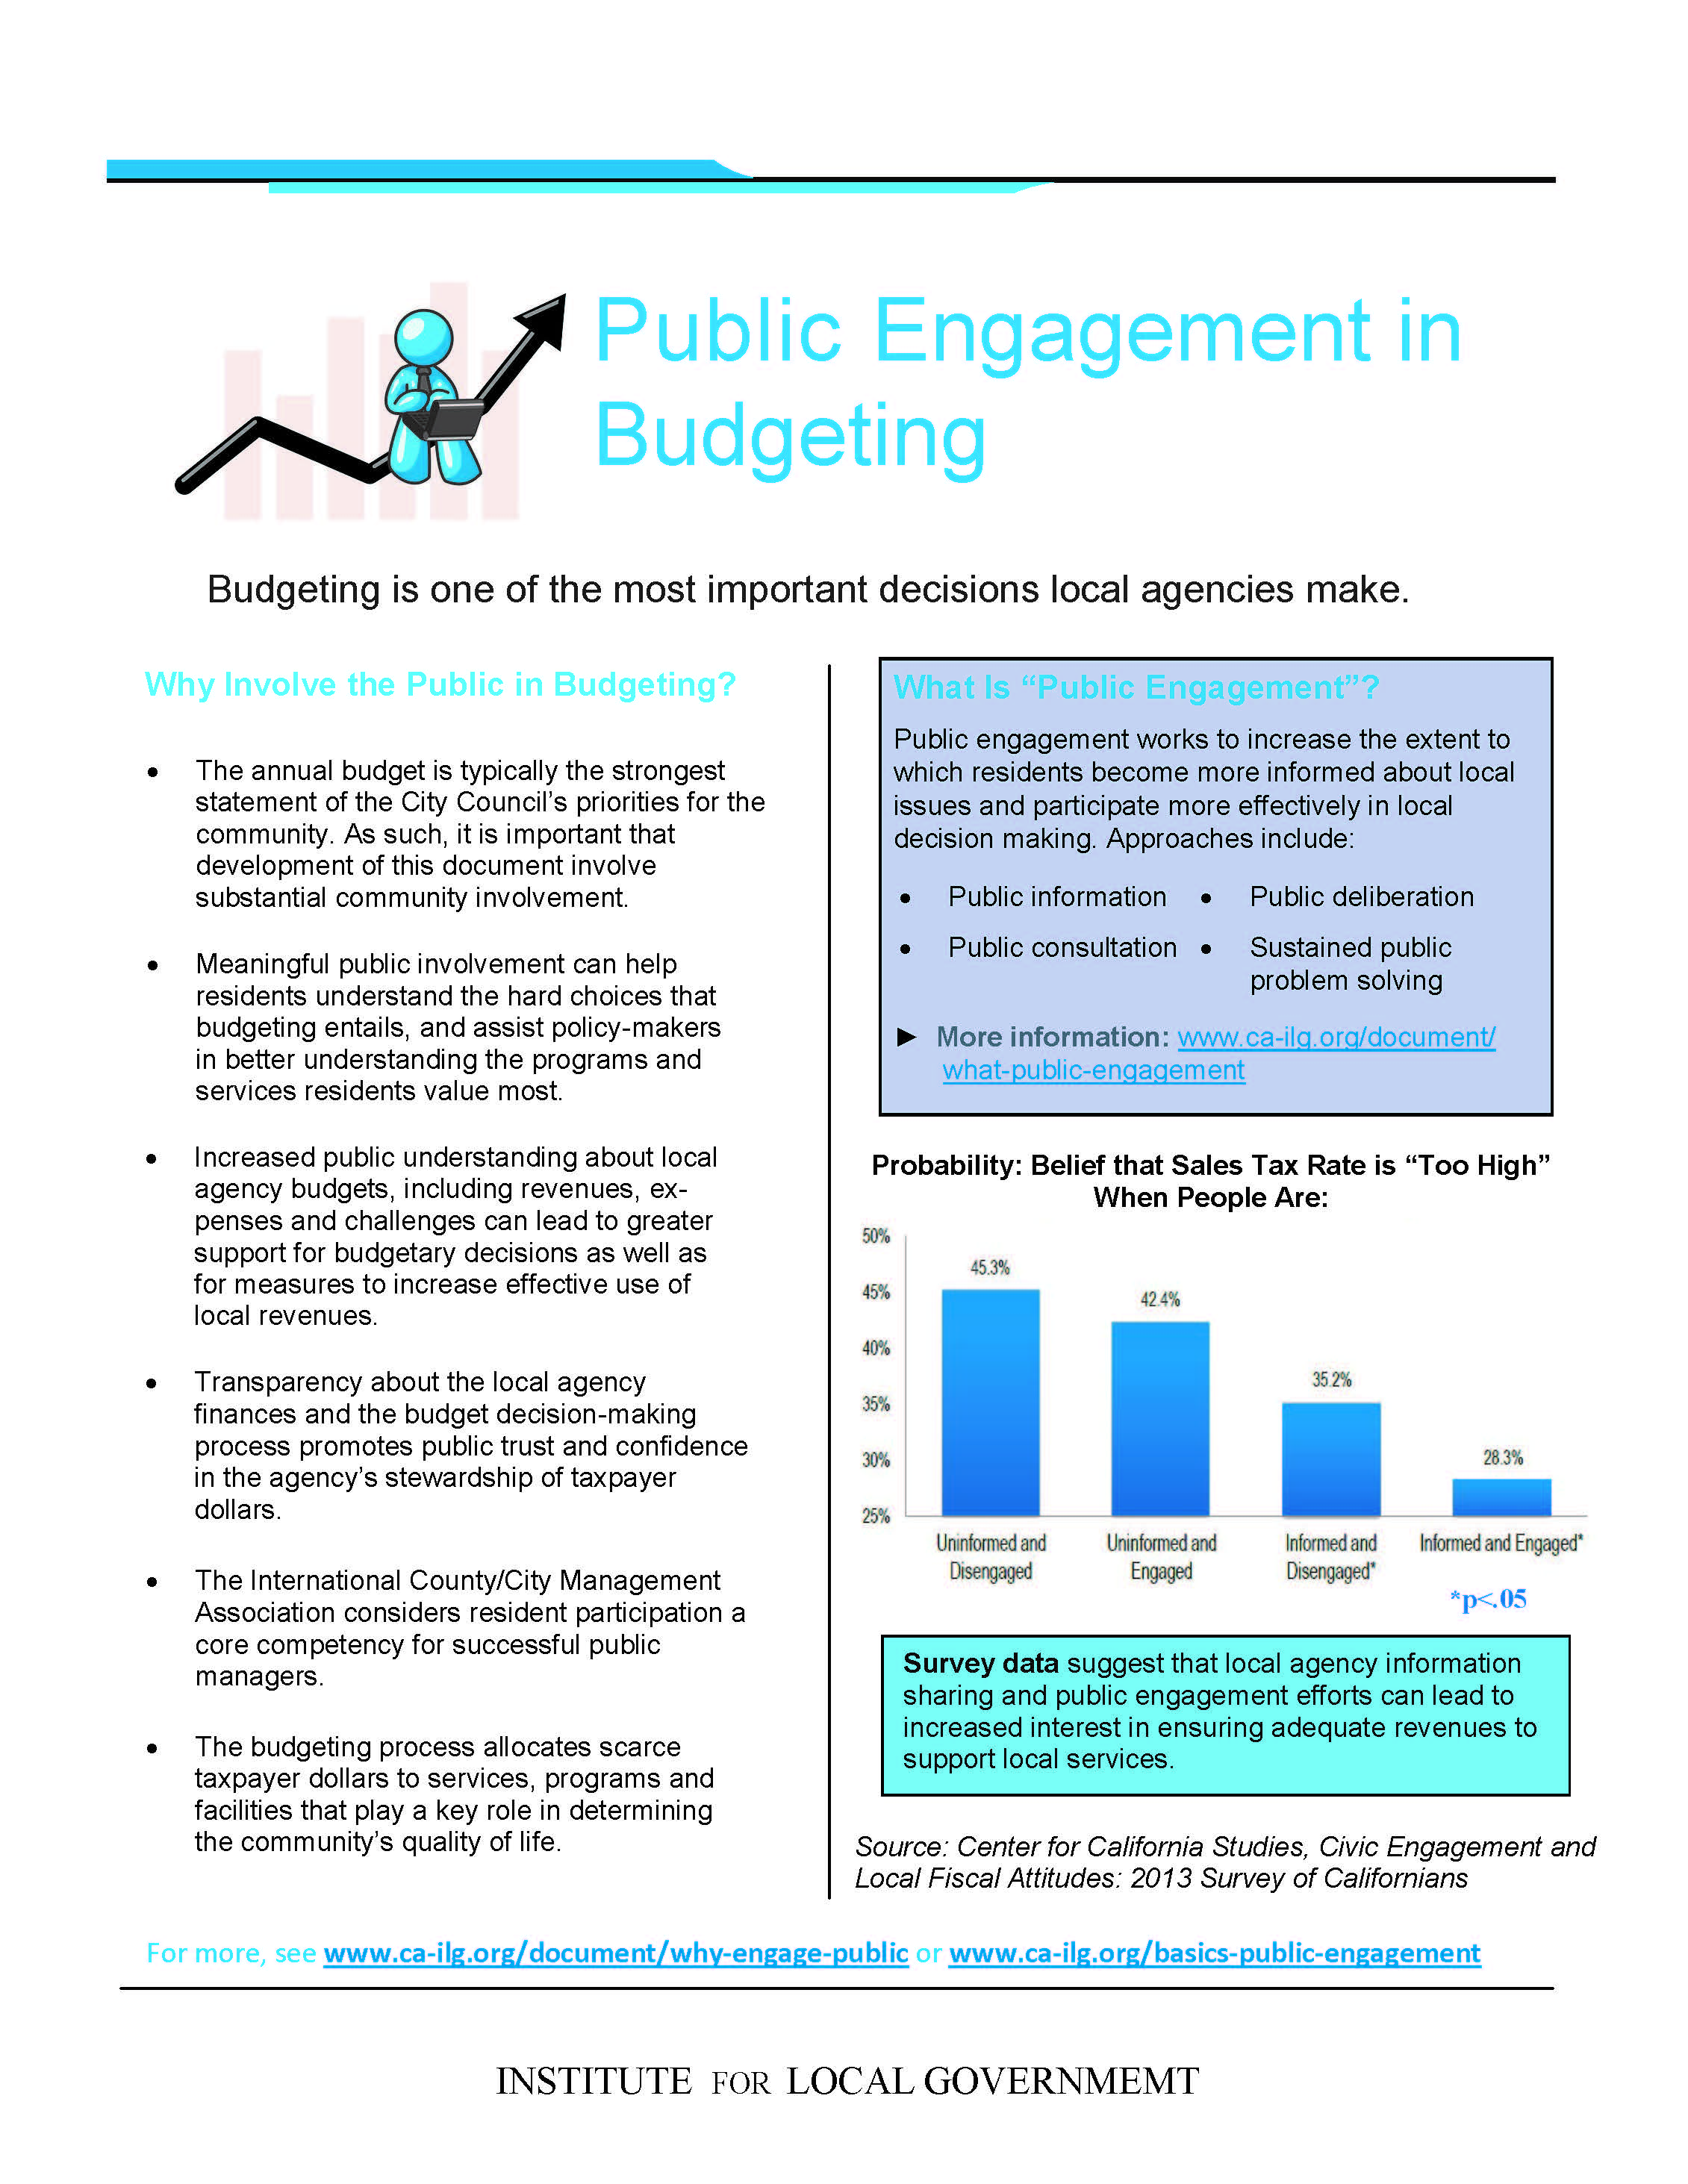 Public Engagement in
Budgeting
Budgeting is one of the most important decisions local agencies make.
Why Involve the Public in Budgeting?
• The annual budget is typically the strongest
statement of the City Council’s priorities for the
community. As such, it is important that
development of this document involve
substantial community involvement.
• Meaningful public involvement can help
residents understand the hard choices that
budgeting entails, and assist policy-makers
in better understanding the programs and
services residents value most.
• Increased public understanding about local
agency budgets, including revenues, ex-
penses and challenges can lead to greater
support for budgetary decisions as well as
for measures to increase effective use of
local revenues.
• Transparency about the local agency
finances and the budget decision-making
process promotes public trust and confidence
in the agency’s stewardship of taxpayer
dollars.
• The International County/City Management
Association considers resident participation a
core competency for successful public
managers.
• The budgeting process allocates scarce
taxpayer dollars to services, programs and
facilities that play a key role in determining
the community’s quality of life.
What Is “Public Engagement”?
Public engagement works to increase the extent to
which residents become more informed about local
issues and participate more effectively in local
decision making. Approaches include:
• Public information • Public deliberation
• Public consultation • Sustained public
problem solving
► More information: www.ca-ilg.org/document/
what-public-engagement
Probability: Belief that Sales Tax Rate is “Too High”
When People Are:
50%
45%
40%
35%
30%
25%
45.3%
42.4%
35.2%
28.3%
Uninformed and
Disengaged
Uninformed and
Engaged
Informed and
Disengaged*
Informed and Engaged*
*p<.05
Survey data suggest that local agency information
sharing and public engagement efforts can lead to
increased interest in ensuring adequate revenues to
support local services.
Source: Center for California Studies, Civic Engagement and
Local Fiscal Attitudes: 2013 Survey of Californians
For more, see www.ca-ilg.org/document/why-engage-public or www.ca-ilg.org/basics-public-engagement
INSTITUTE FOR LOCAL GOVERNMEMT